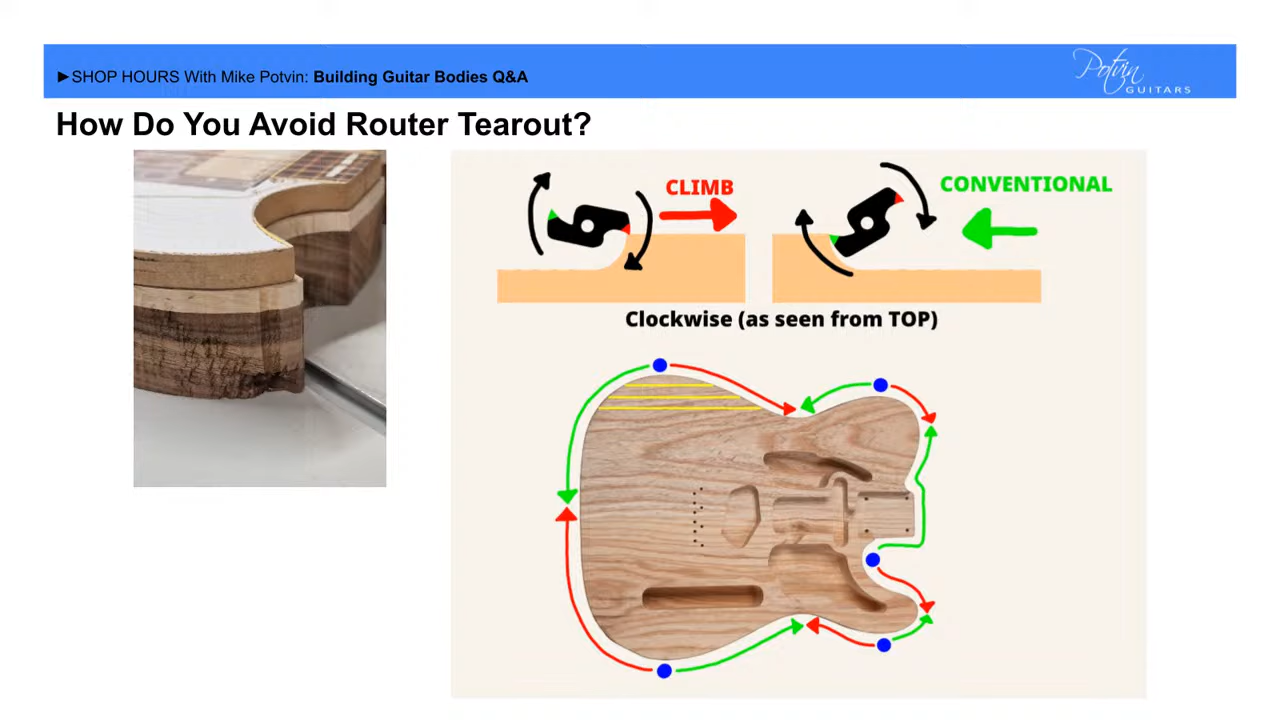 ►SHOP HOURS With Mike Potvin: Building Guitar Bodies Q&A
Potvin
GUITARS
How Do You Avoid Router Tearout?
CLIMB
CONVENTIONAL
Clockwise (as seen from TOP)